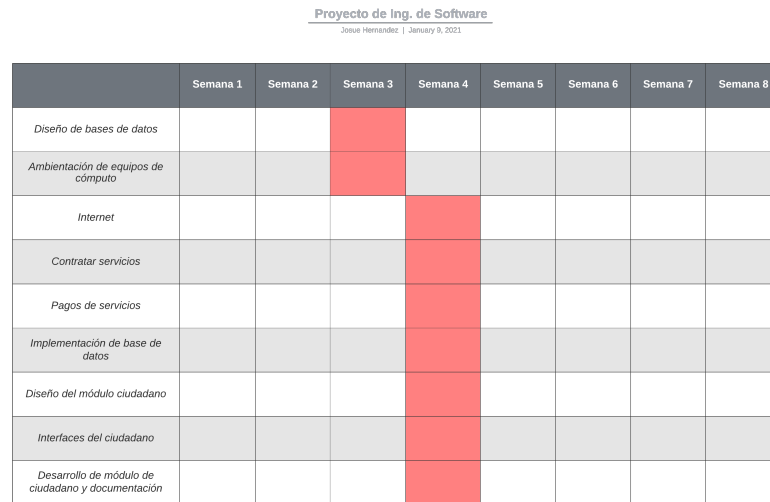 Proyecto de Ing. de Software
Josue Hernandez | January 9, 2021
Semana 1 Semana 2 Semana 3 Semana 4 Semana 5 Semana 6 Semana 7 Semana 8
Diseño de bases de datos
Ambientación de equipos de
cómputo
Internet
Contratar servicios
Pagos de servicios
Implementación de base de
datos
Diseño del módulo ciudadano
Interfaces del ciudadano
Desarrollo de módulo de
ciudadano y documentación